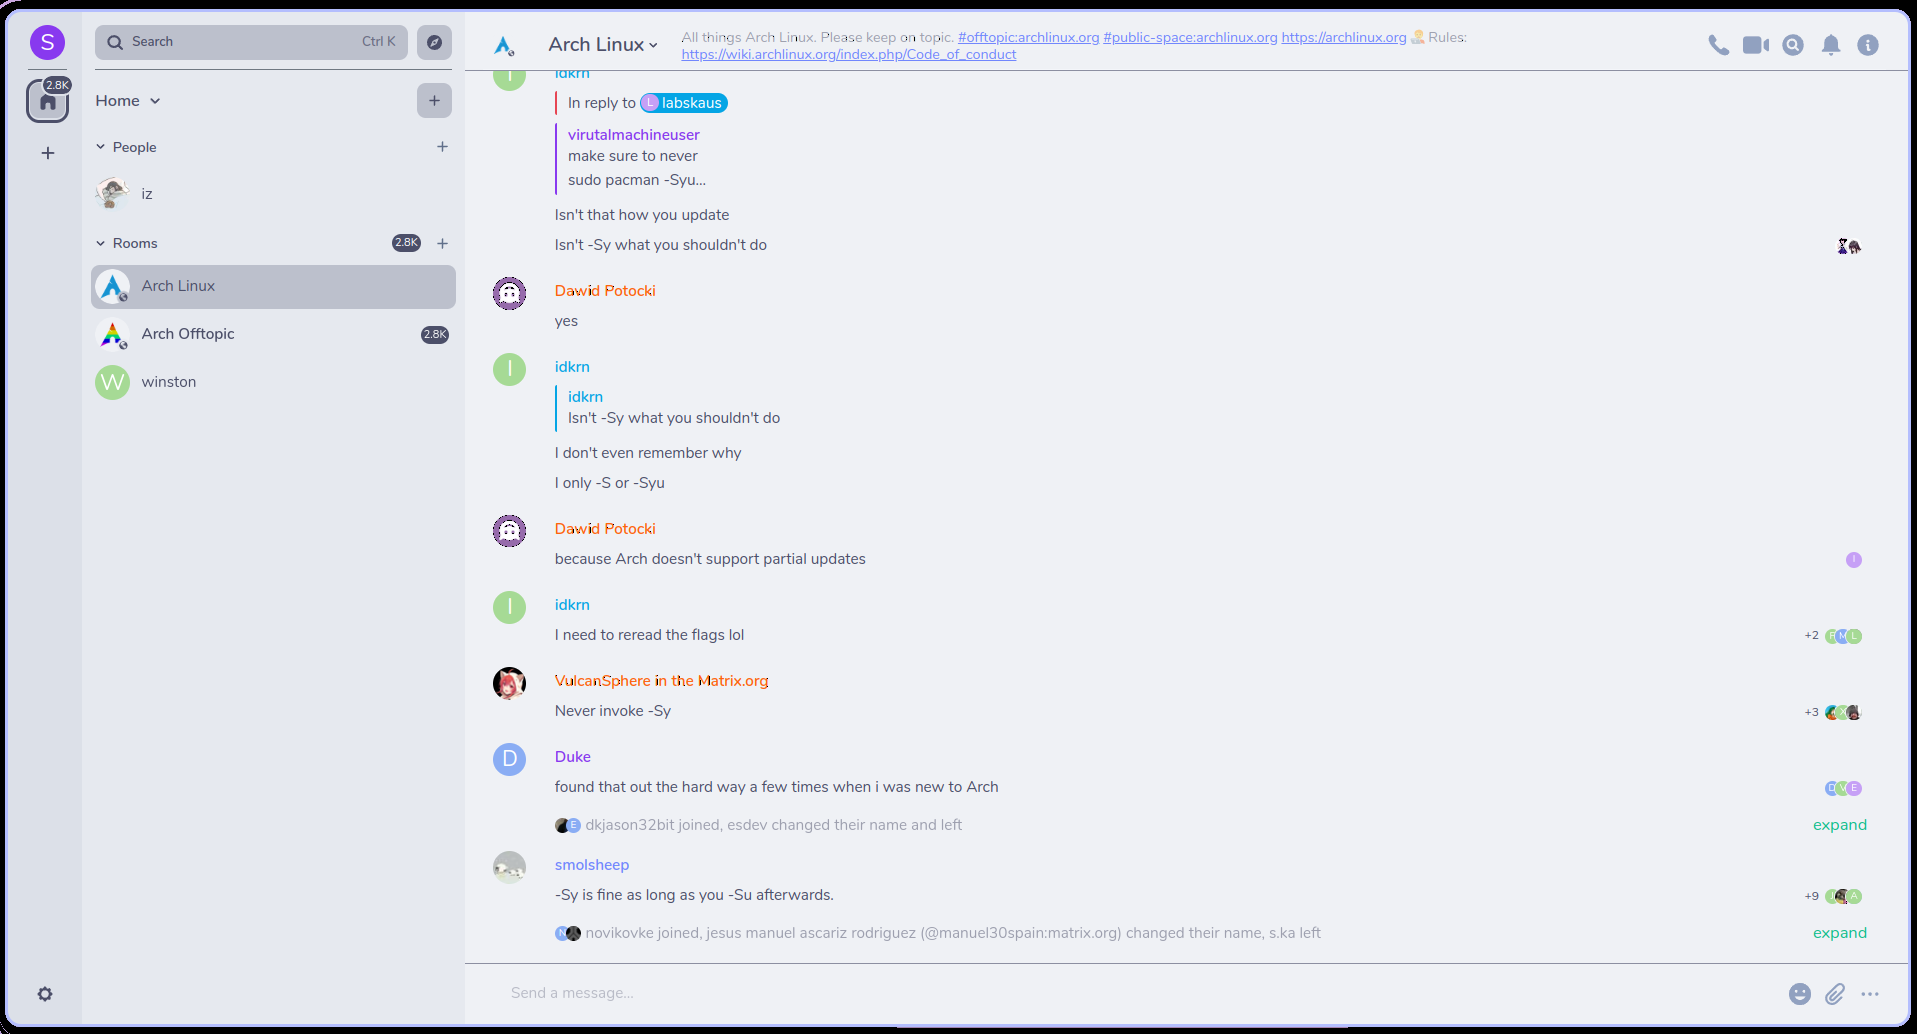 S
Search Ctrl K
2.8K
Home
People
iz
Rooms 2.8K
Arch Linux
Arch Offtopic 2.8K
W winston
Arch Linux
All things Arch Linux. Please keep on topic. #offtopic:archlinux.org #public-space:archlinux.org https://archlinux.org Rules:
https://wiki.archlinux.org/index.php/Code_of_conduct
I idkrn
In reply to L labskaus
virutalmachineuser
make sure to never
sudo pacman -Syu...
Isn't that how you update
Isn't -Sy what you shouldn't do
Dawid Potocki
yes
I idkrn
idkrn
Isn't -Sy what you shouldn't do
I don't even remember why
I only -S or -Syu
Dawid Potocki
because Arch doesn't support partial updates
I idkrn
I need to reread the flags lol
+2 F M L
VulcanSphere in the Matrix.org
Never invoke -Sy
+3
D Duke
found that out the hard way a few times when i was new to Arch
D V E
E dkjason32bit joined, esdev changed their name and left expand
smolsheep
-Sy is fine as long as you -Su afterwards.
+9 J A
N novikovke joined, jesus manuel ascariz rodriguez (@manuel30spain:matrix.org) changed their name, s.ka left expand
Send a message...